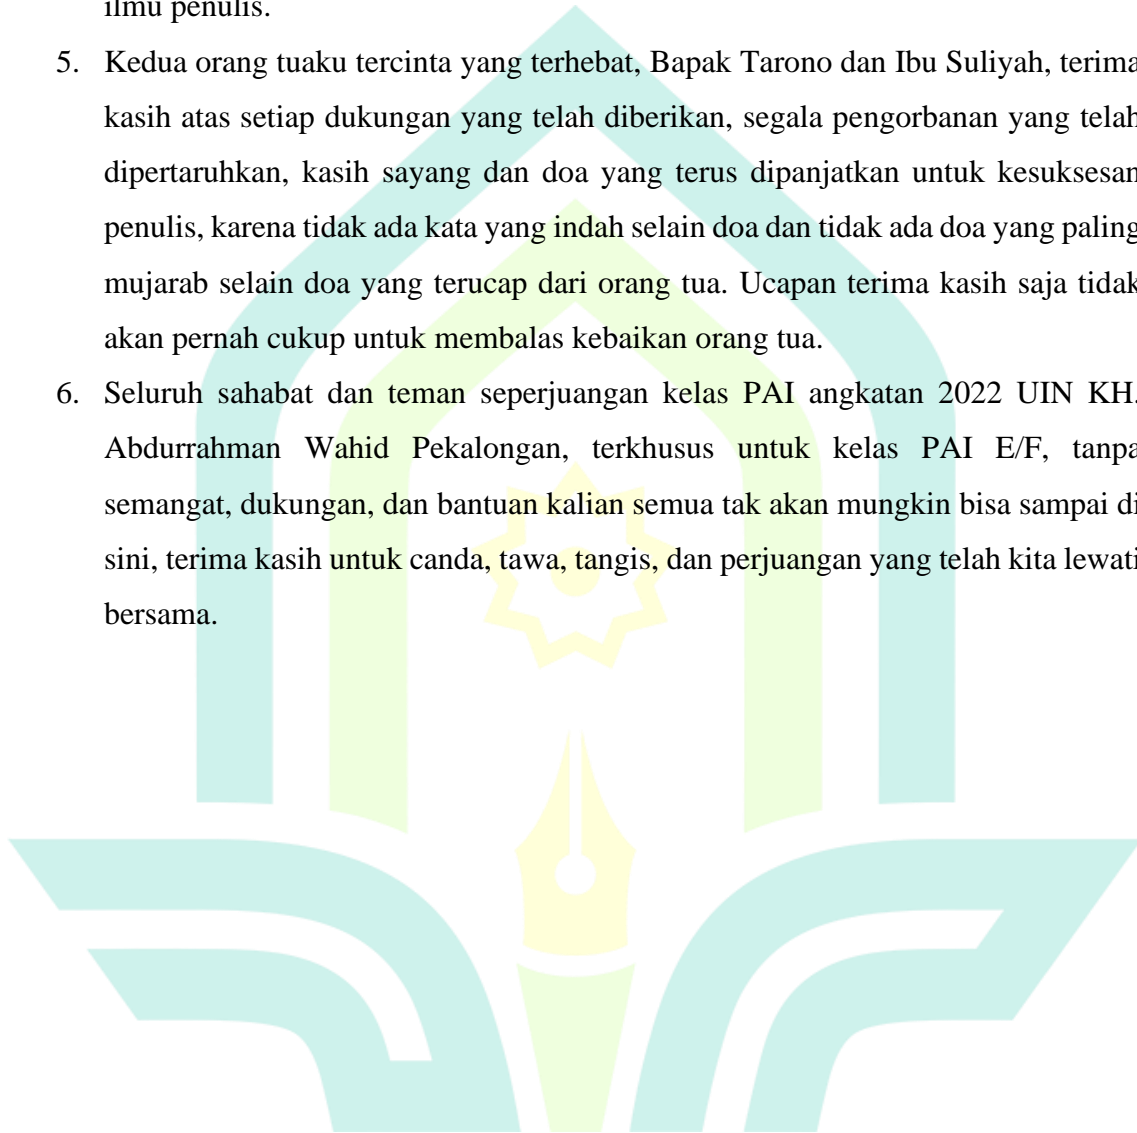 ilmu penulis.
5. Kedua orang tuaku tercinta yang terhebat, Bapak Tarono dan Ibu Suliyah, terima
kasih atas setiap dukungan yang telah diberikan, segala pengorbanan yang telah
dipertaruhkan, kasih sayang dan doa yang terus dipanjatkan untuk kesuksesan
penulis, karena tidak ada kata yang indah selain doa dan tidak ada doa yang paling
mujarab selain doa yang terucap dari orang tua. Ucapan terima kasih saja tidak
akan pernah cukup untuk membalas kebaikan orang tua.
6. Seluruh sahabat dan teman seperjuangan kelas PAI angkatan 2022 UIN KH.
Abdurrahman Wahid Pekalongan, terkhusus untuk kelas PAI E/F, tanpa
semangat, dukungan, dan bantuan kalian semua tak akan mungkin bisa sampai di
sini, terima kasih untuk canda, tawa, tangis, dan perjuangan yang telah kita lewati
bersama.